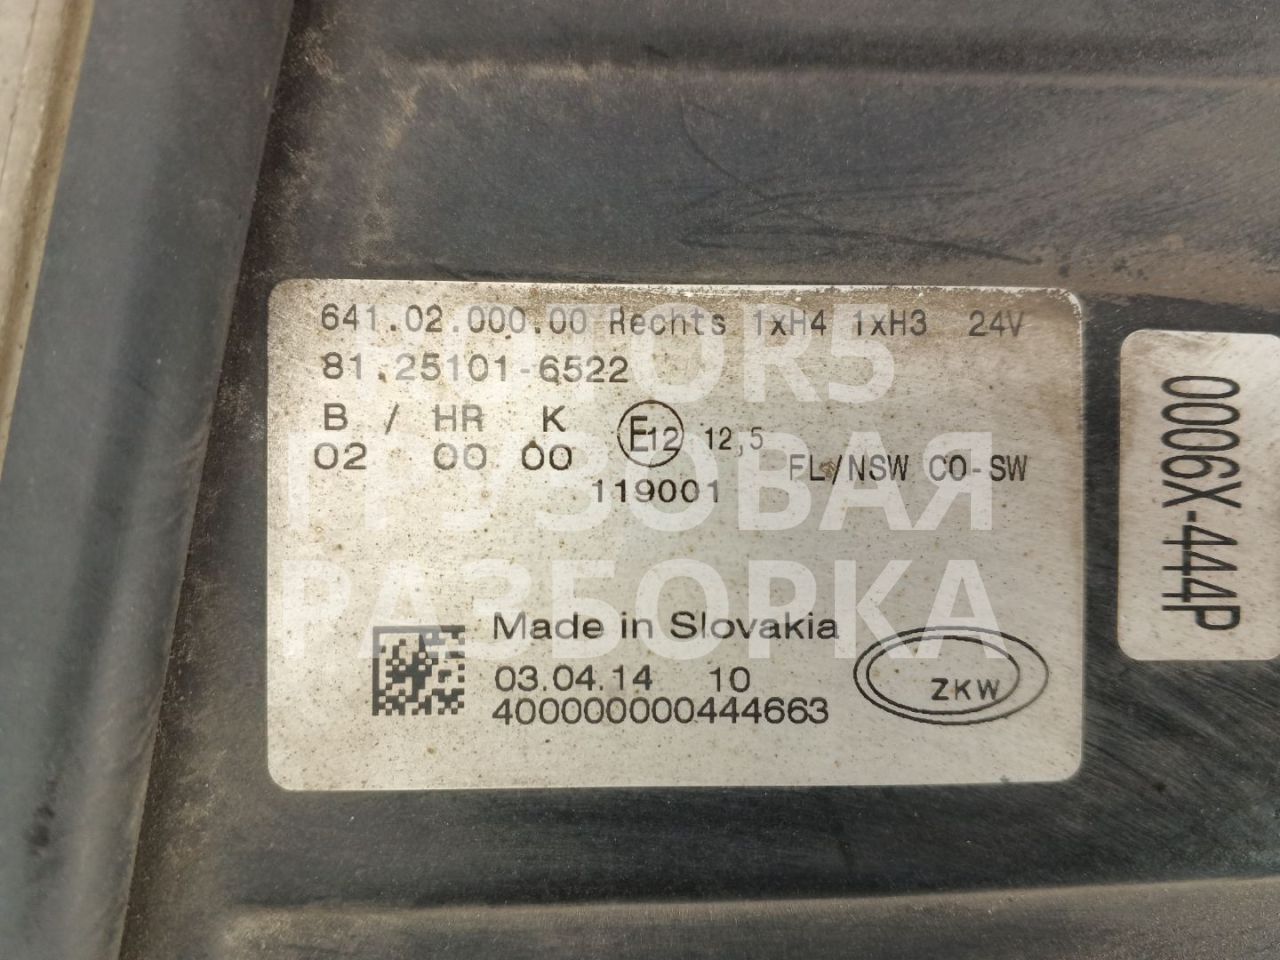 641.02.000.00 Rechts 1xH4 1xH3 24V
81.25101-6522
B / HR K E12 12,5
02 00 00 FL/NSW CO-SW
119001
Made in Slovakia
03.04.14 10
400000000444663
ZKW
0006X-444P
MOTORS
ГРУЗОВАЯ
РАЗБОРКА